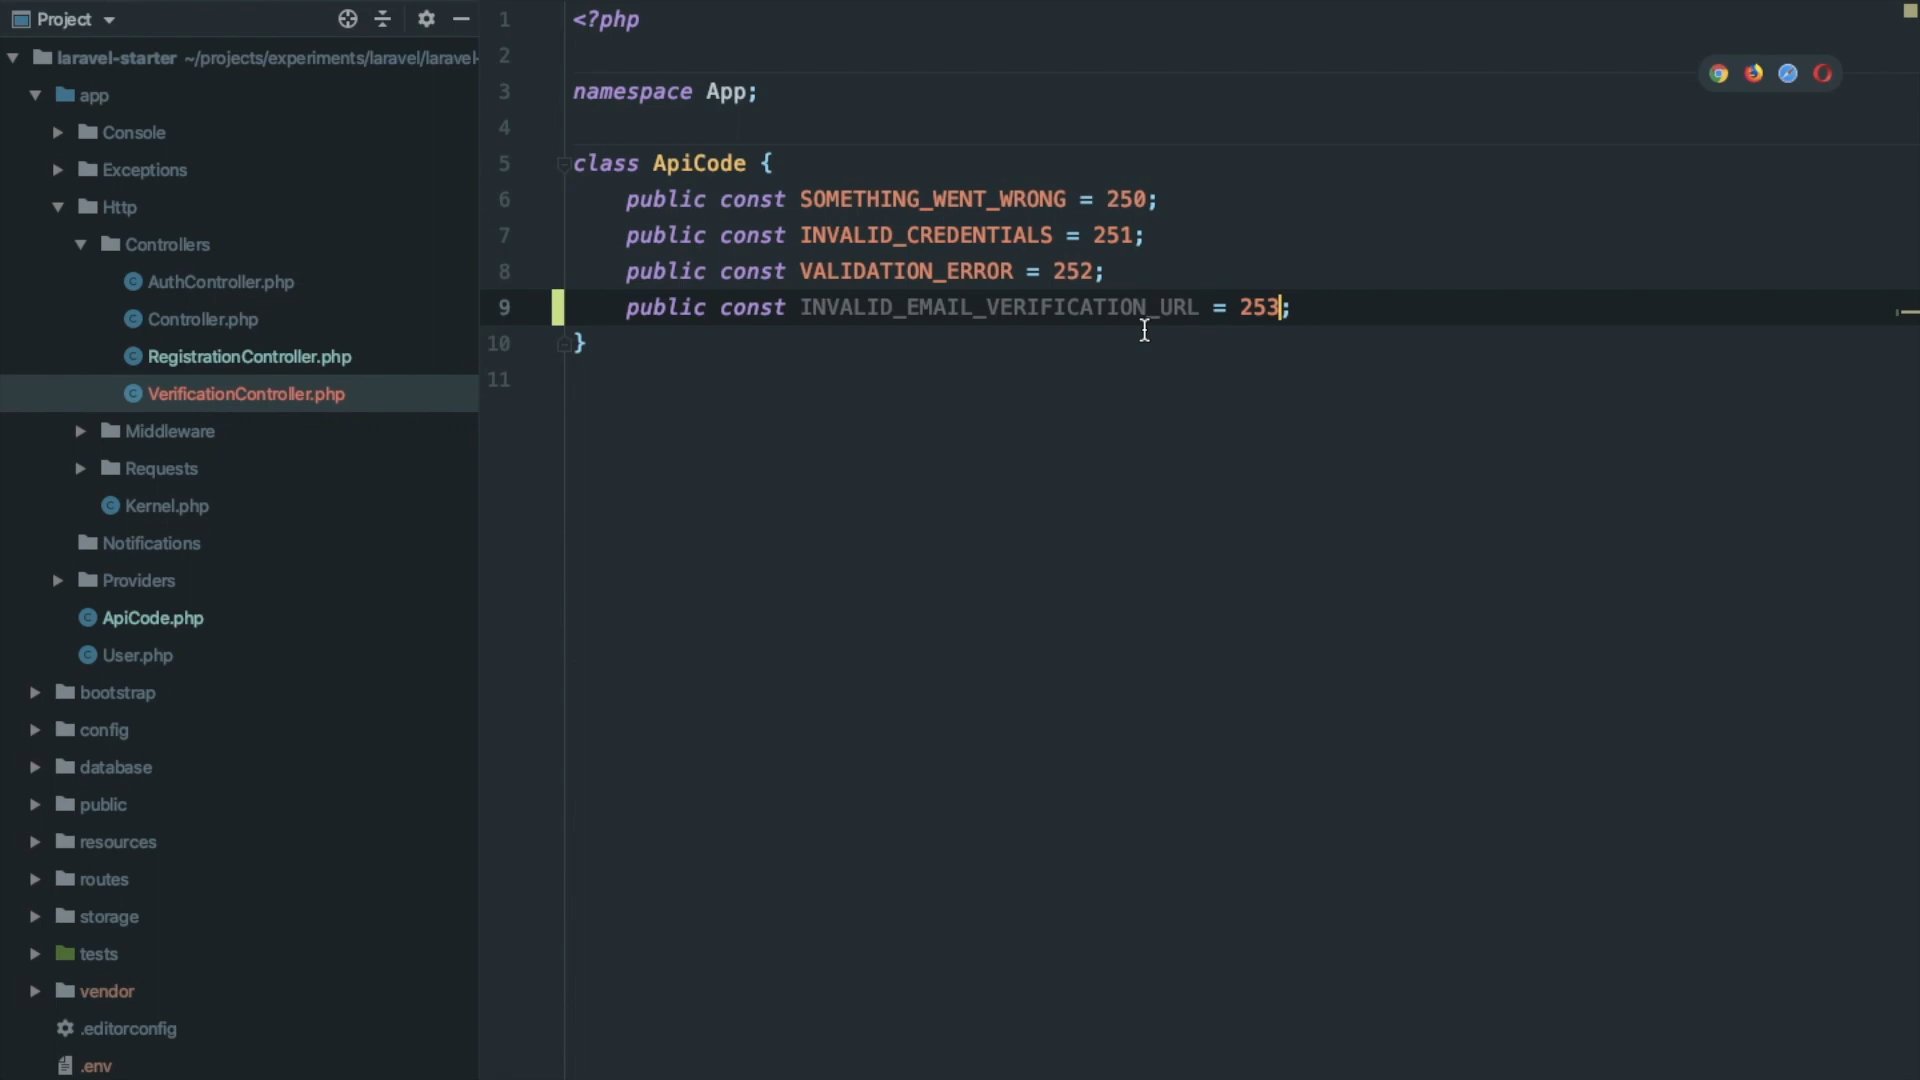 Project
laravel-starter ~/projects/experiments/laravel/laravel-
app
Console
Exceptions
Http
Controllers
AuthController.php
Controller.php
RegistrationController.php
VerificationController.php
Middleware
Requests
Kernel.php
Notifications
Providers
ApiCode.php
User.php
bootstrap
config
database
public
resources
routes
storage
tests
vendor
.editorconfig
.env
1 <?php
2
3 namespace App;
4
5 class ApiCode {
6 public const SOMETHING_WENT_WRONG = 250;
7 public const INVALID_CREDENTIALS = 251;
8 public const VALIDATION_ERROR = 252;
9 public const INVALID_EMAIL_VERIFICATION_URL = 253;
10 }
11